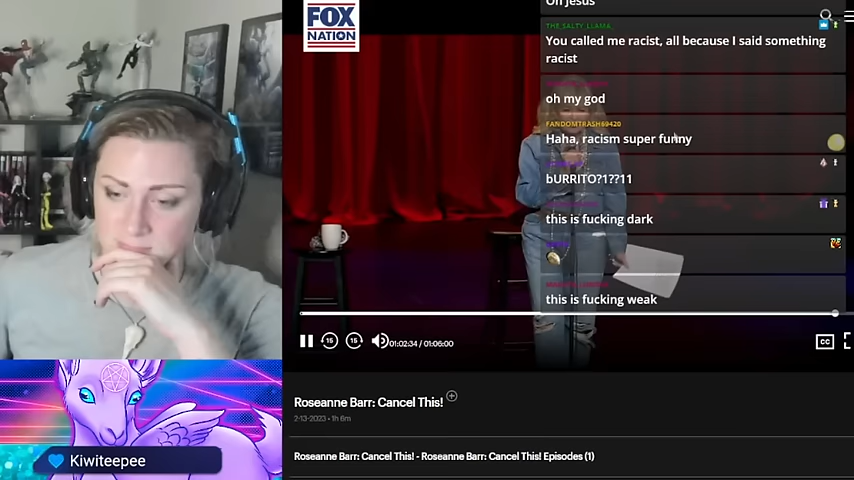 FOX
NATION
Oh Jesus
THE_SALTY_LLAMA_
You called me racist, all because I said something
racist
oh my god
FANDOMTRASH69420
Haha, racism super funny
bURRITO?1??11
this is fucking dark
this is fucking weak
15
15
01:02:34 / 01:06:00
CC
Roseanne Barr: Cancel This!
2-13-2023 • 1h 6m
Roseanne Barr: Cancel This! - Roseanne Barr: Cancel This! Episodes (1)
Kiwiteepee